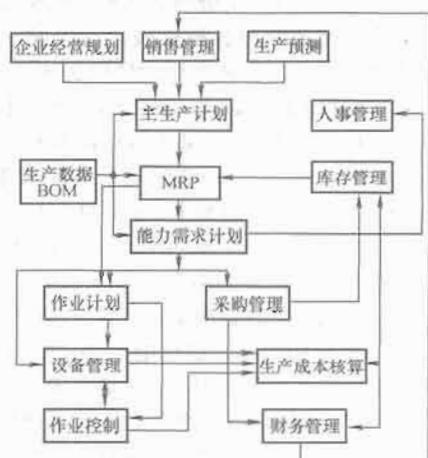 企业经营规划
销售管理
生产预测
主生产计划
人事管理
生产数据
BOM
MRP
库存管理
能力需求计划
作业计划
采购管理
设备管理
生产成本核算
作业控制
财务管理